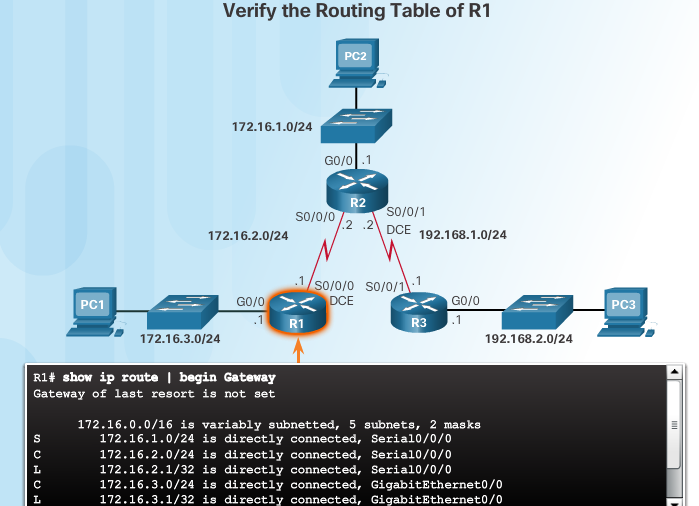 Verify the Routing Table of R1
PC2
172.16.1.0/24
G0/0 .1
R2
S0/0/0 .2 .2 S0/0/1
DCE
172.16.2.0/24
192.168.1.0/24
.1 S0/0/0
DCE
S0/0/1 .1
PC1
G0/0
.1
R1
172.16.3.0/24
R3
G0/0
.1
192.168.2.0/24
PC3
R1# show ip route | begin Gateway
Gateway of last resort is not set
172.16.0.0/16 is variably subnetted, 5 subnets, 2 masks
S 172.16.1.0/24 is directly connected, Serial0/0/0
C 172.16.2.0/24 is directly connected, Serial0/0/0
L 172.16.2.1/32 is directly connected, Serial0/0/0
C 172.16.3.0/24 is directly connected, GigabitEthernet0/0
L 172.16.3.1/32 is directly connected, GigabitEthernet0/0